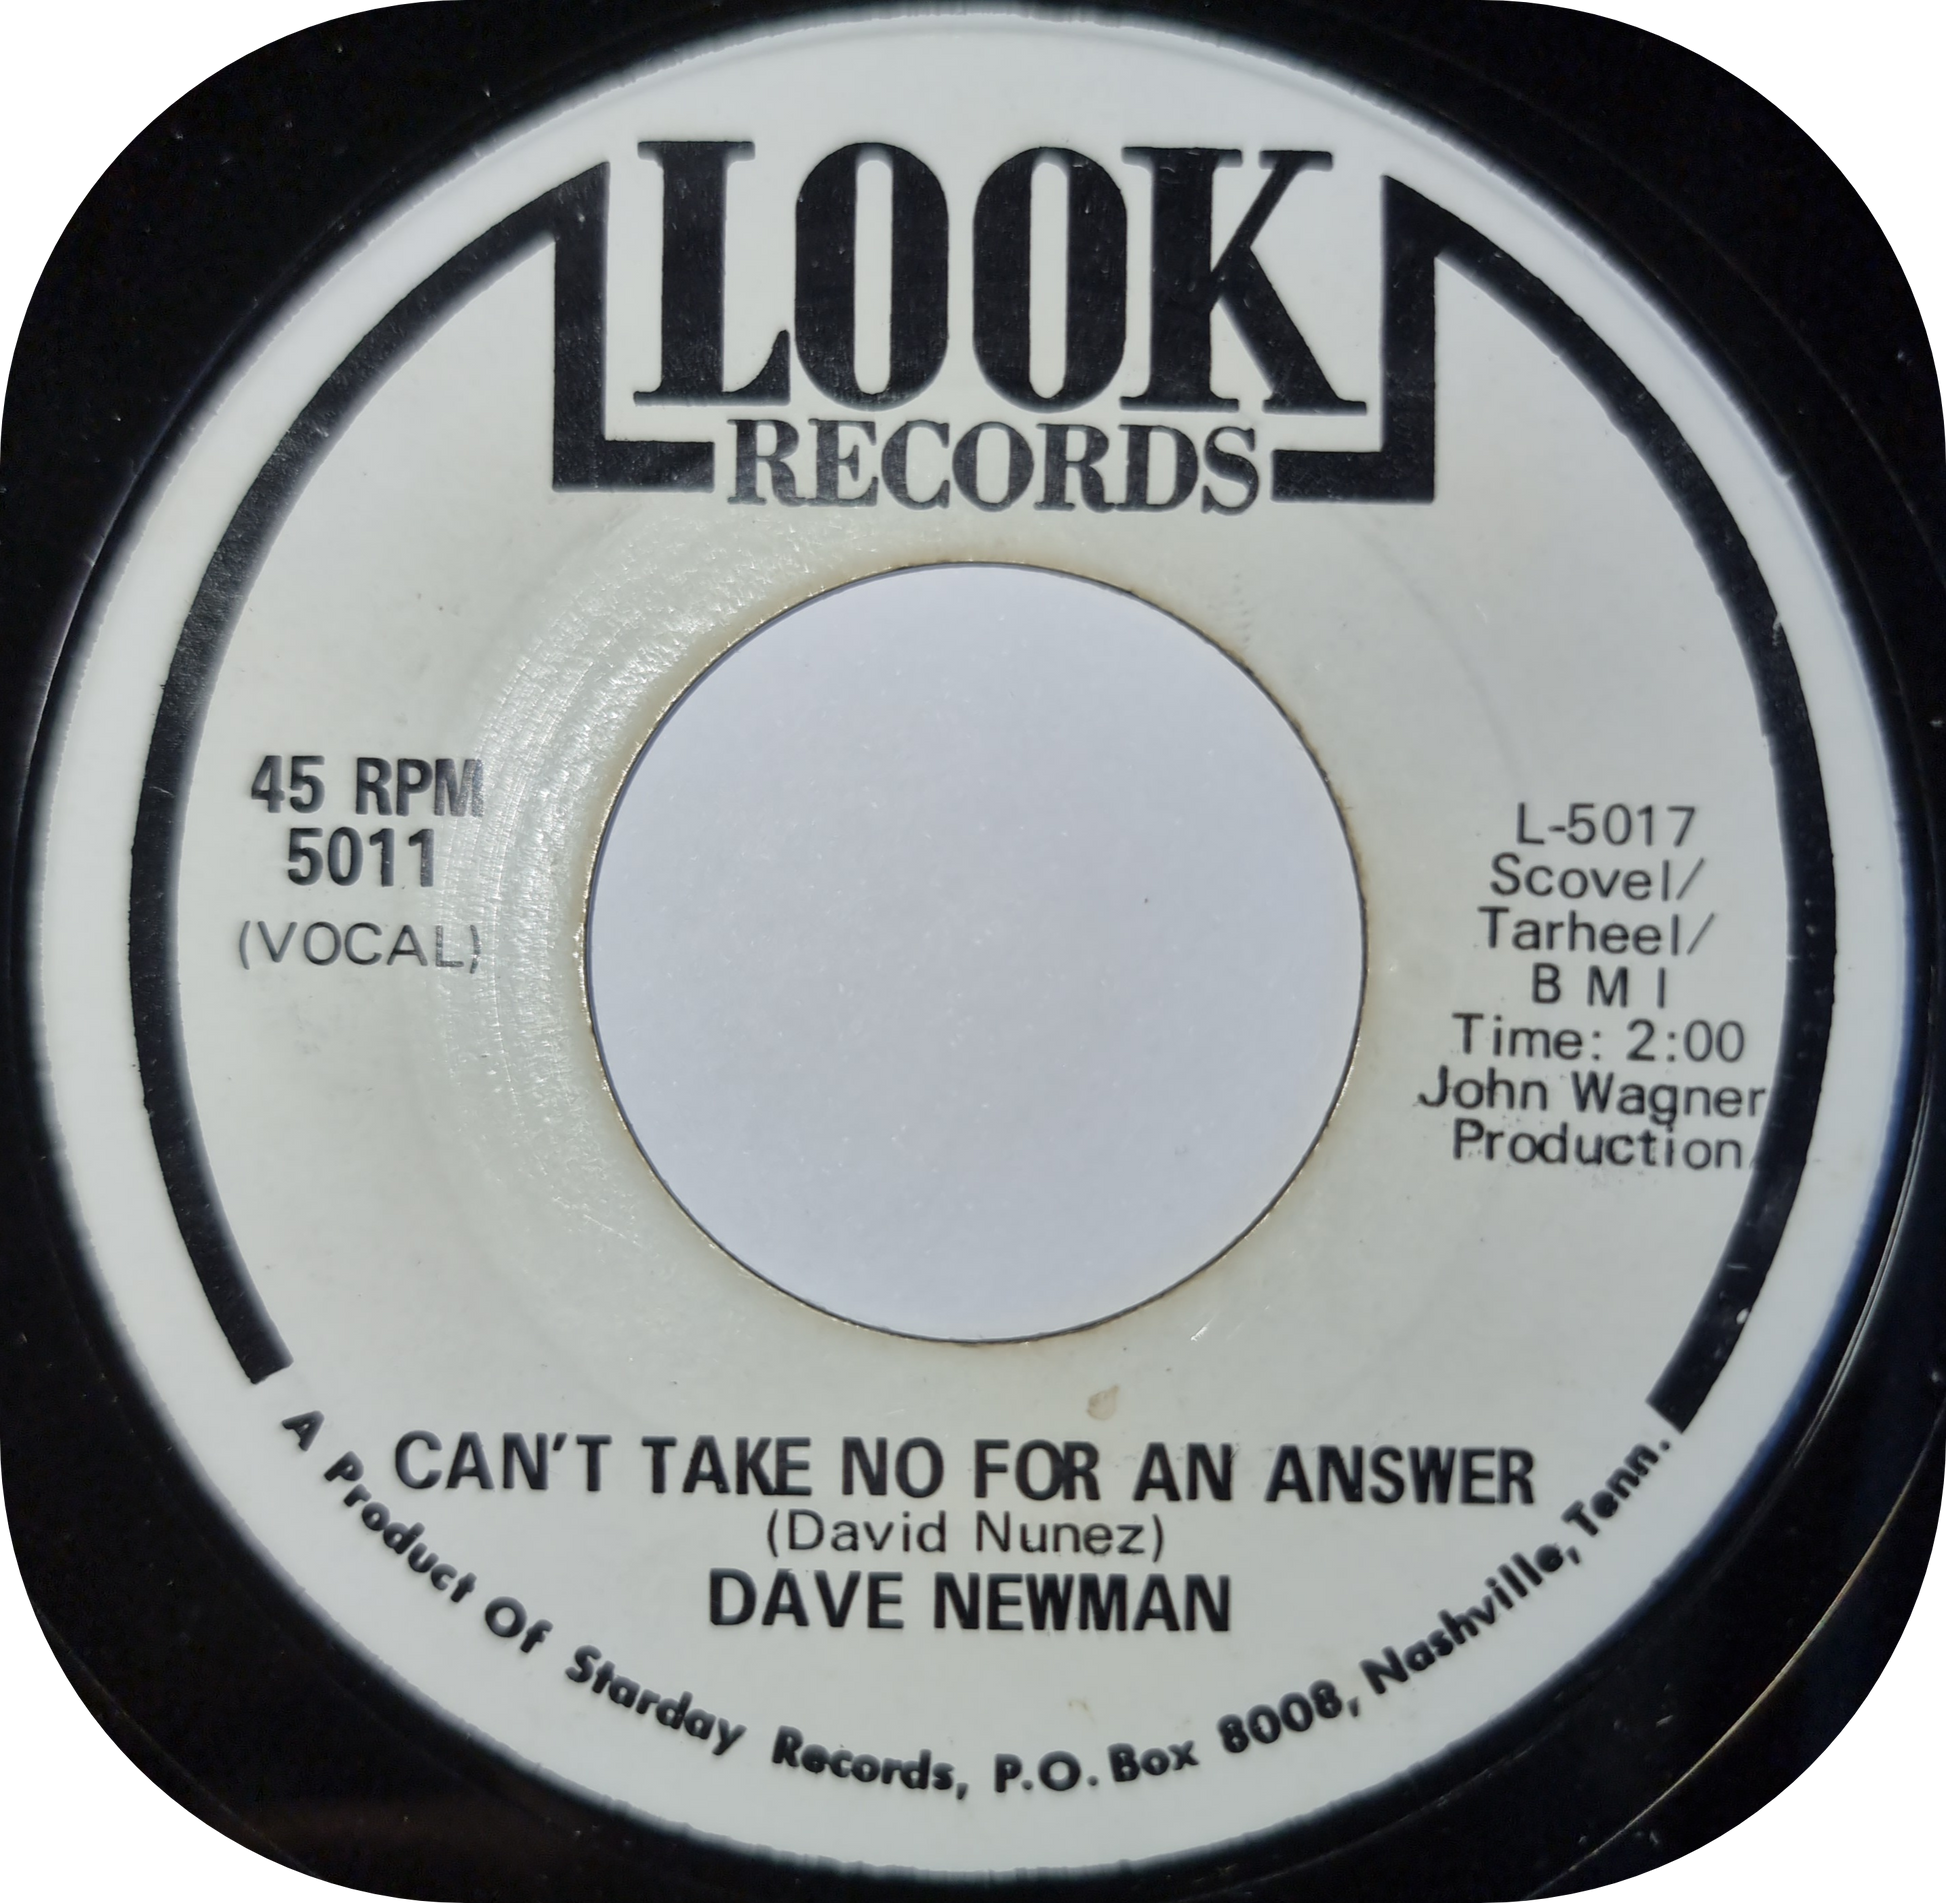 LOOK
RECORDS
45 RPM
5011
(VOCAL)
L-5017
Scovel/
Tarheel/
B M I
Time: 2:00
John Wagner
Production
CAN'T TAKE NO FOR AN ANSWER
(David Nunez)
DAVE NEWMAN
A Product Of Starday Records, P.O. Box 8008, Nashville, Tenn.